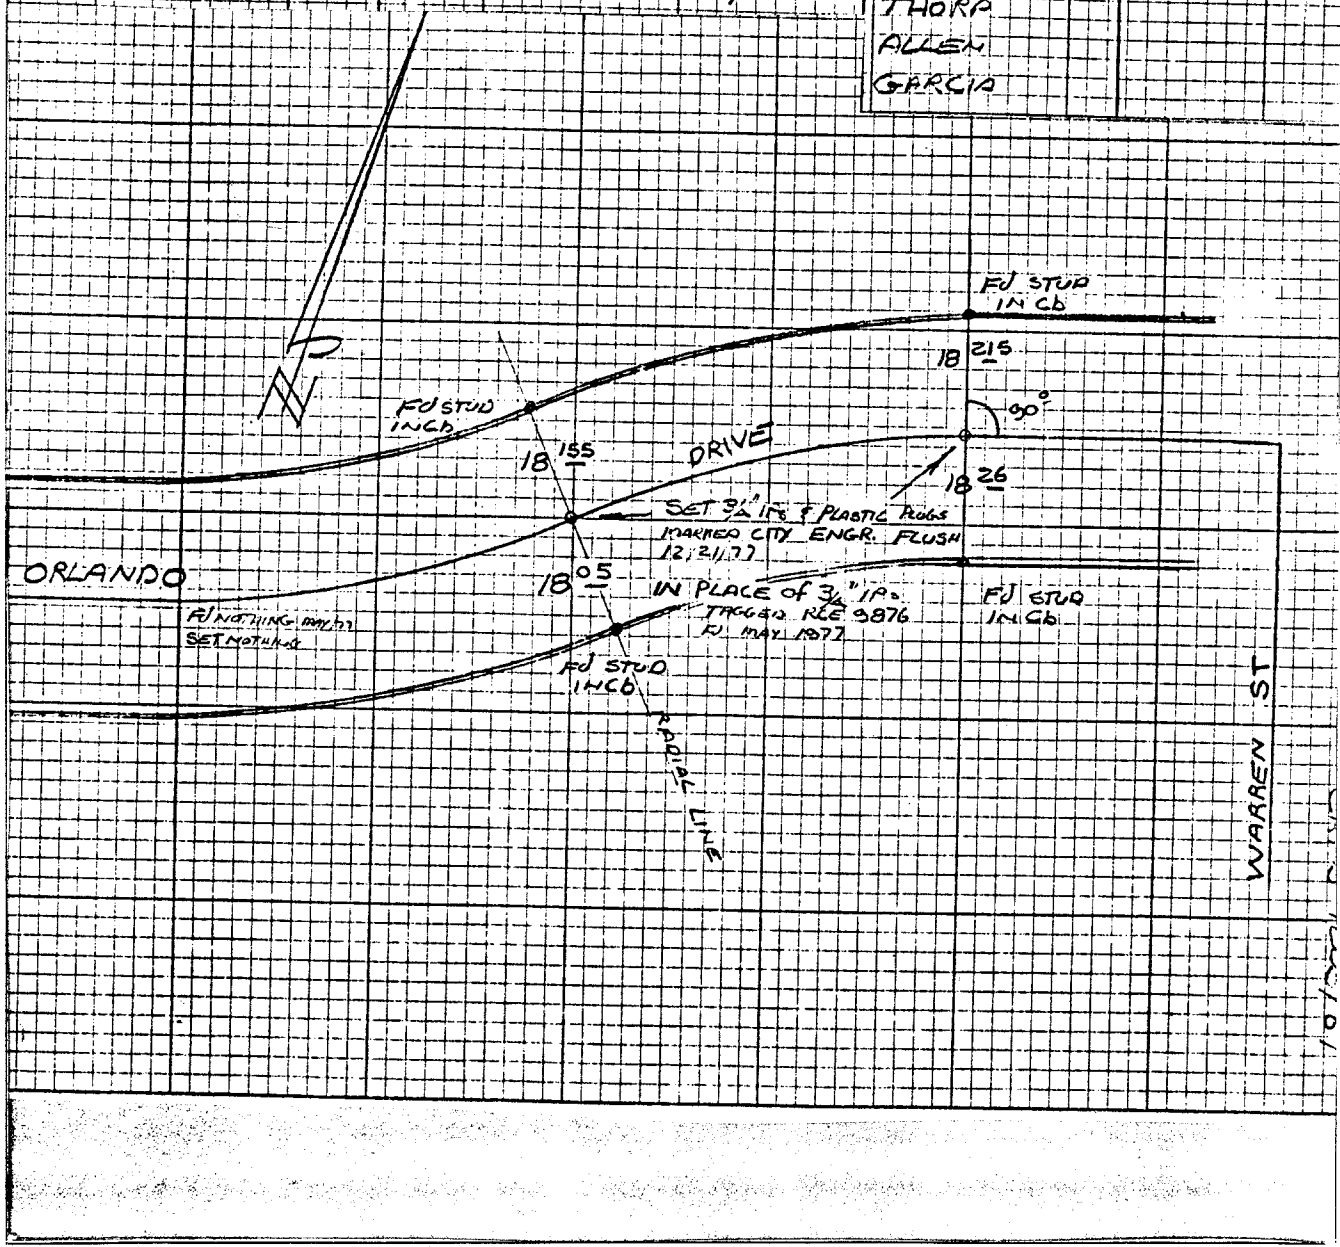 THORP
ALLEN
GARCIA
Fd STUD
IN Cb
18 215
90°
Fd STUD
IN Cb
18 155
DRIVE
18 26
SET 3/4" IPs & PLASTIC PLUGS
MARKED CITY ENGR. FLUSH
12/21/77
ORLANDO
18 05
IN PLACE of 3/4" IPs
TAGGED RCE 9876
Fd MAY 1977
Fd STUD
IN Cb
Fd NOTHING MAY 77
SET NOTHING
Fd STUD
IN Cb
RADIAL LINE
WARREN ST